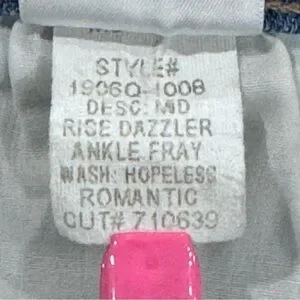 STYLE#
1906Q-1008
DESC: MID
RISE DAZZLER
ANKLE FRAY
WASH: HOPELESS
ROMANTIC
CUT# 710639